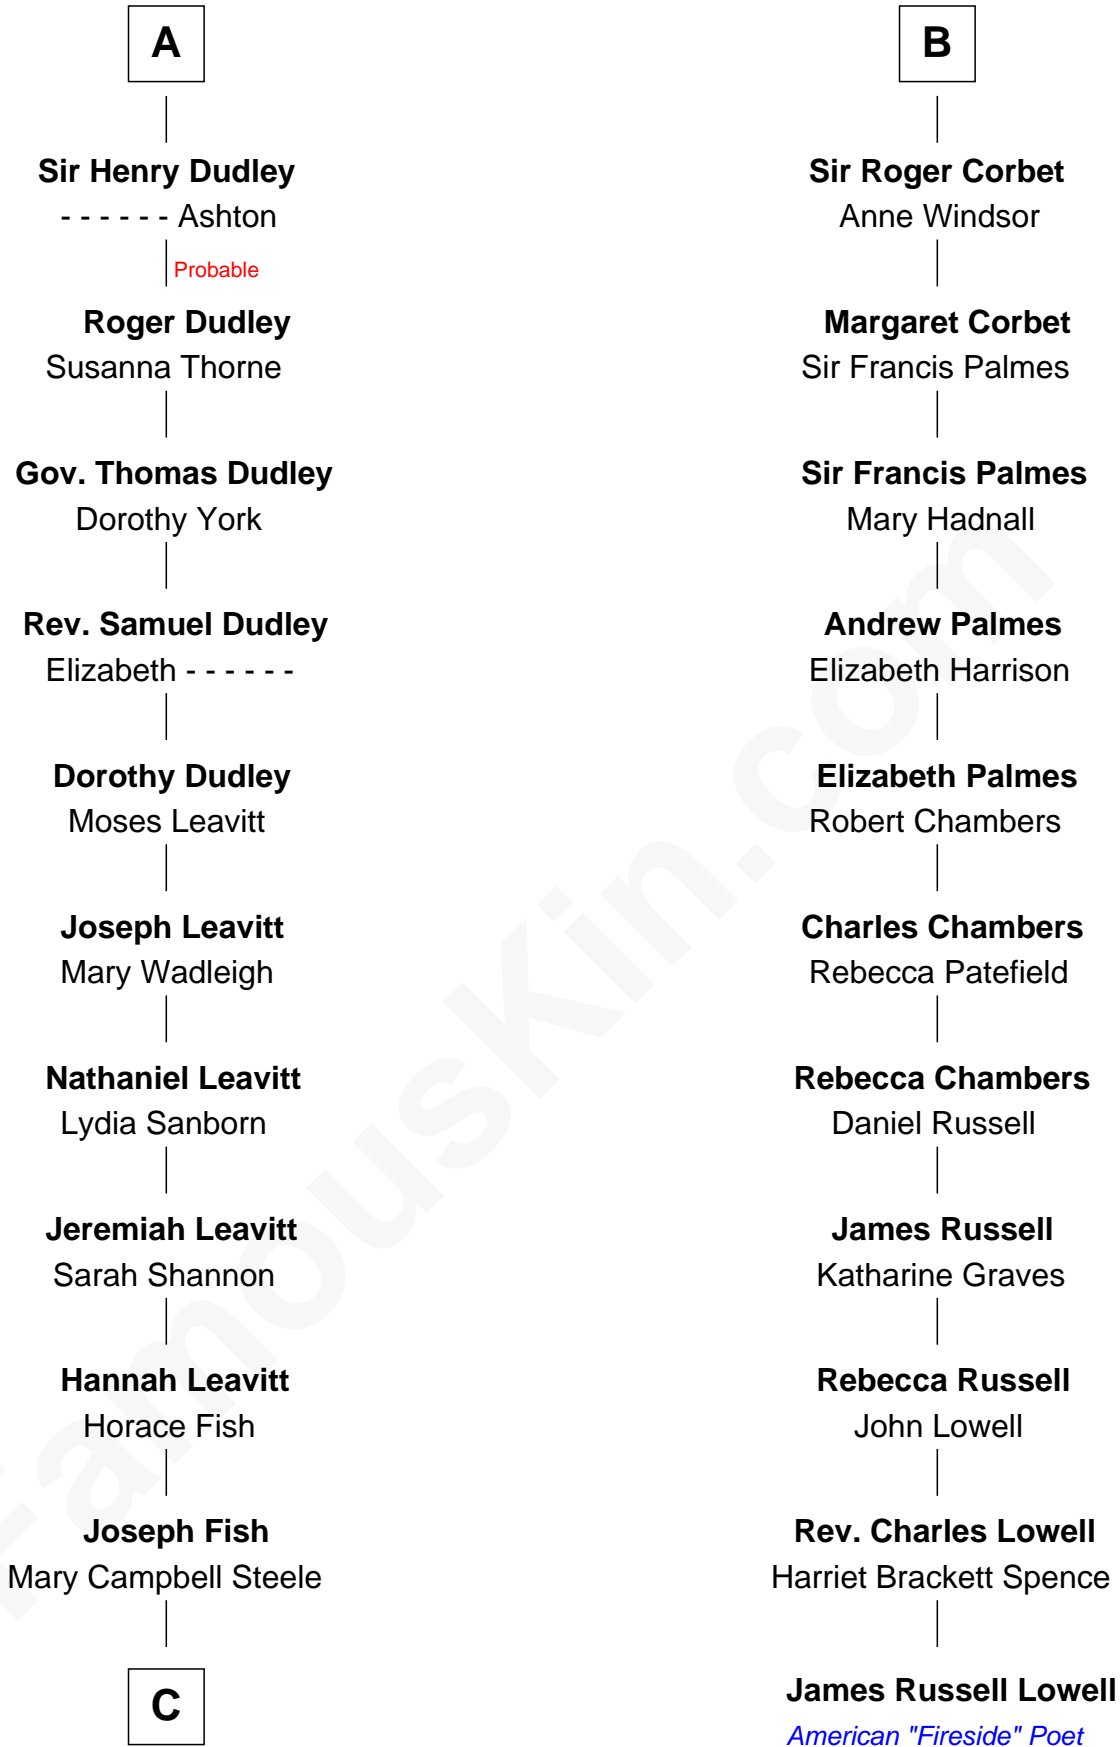 A
Sir Henry Dudley
- - - - - - Ashton
Probable
Roger Dudley
Susanna Thorne
Gov. Thomas Dudley
Dorothy York
Rev. Samuel Dudley
Elizabeth - - - - - -
Dorothy Dudley
Moses Leavitt
Joseph Leavitt
Mary Wadleigh
Nathaniel Leavitt
Lydia Sanborn
Jeremiah Leavitt
Sarah Shannon
Hannah Leavitt
Horace Fish
Joseph Fish
Mary Campbell Steele
C
B
Sir Roger Corbet
Anne Windsor
Margaret Corbet
Sir Francis Palmes
Sir Francis Palmes
Mary Hadnall
Andrew Palmes
Elizabeth Harrison
Elizabeth Palmes
Robert Chambers
Charles Chambers
Rebecca Patefield
Rebecca Chambers
Daniel Russell
James Russell
Katharine Graves
Rebecca Russell
John Lowell
Rev. Charles Lowell
Harriet Brackett Spence
James Russell Lowell
American "Fireside" Poet
FamousKin.com